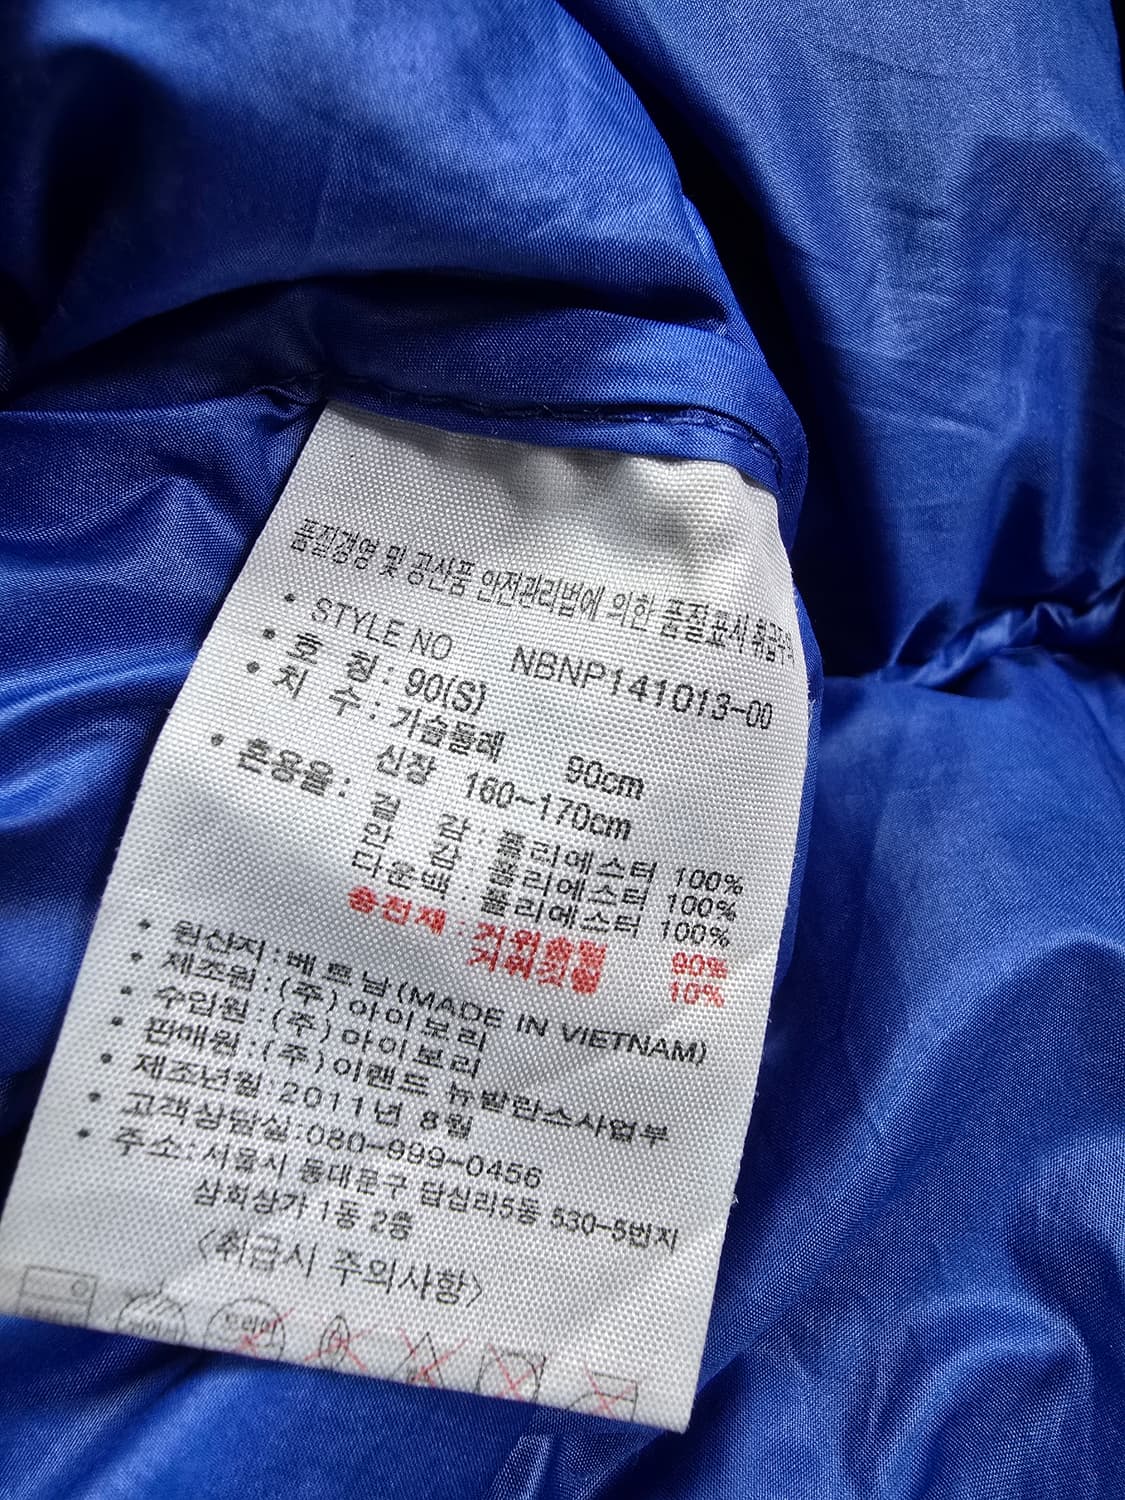 품질경영 및 공산품 안전관리법에 의한 품질표시 취급주의
• STYLE NO NBNP141013-00
• 호 칭: 90(S)
• 치 수: 가슴둘레 90cm
신장 160~170cm
• 혼용율: 겉 감: 폴리에스터 100%
안 감: 폴리에스터 100%
다운백: 폴리에스터 100%
충전재: 거위솜털 90%
거위깃털 10%
• 원산지:베트남(MADE IN VIETNAM)
• 제조원:(주)아이보리
• 수입원:(주)아이보리
• 판매원:(주)이랜드 뉴발란스사업부
• 제조년월:2011년 8월
• 고객상담실:080-999-0456
• 주소:서울시 동대문구 답십리5동 530-5번지
삼희상가 1동 2층
<취급시 주의사항>
드라이